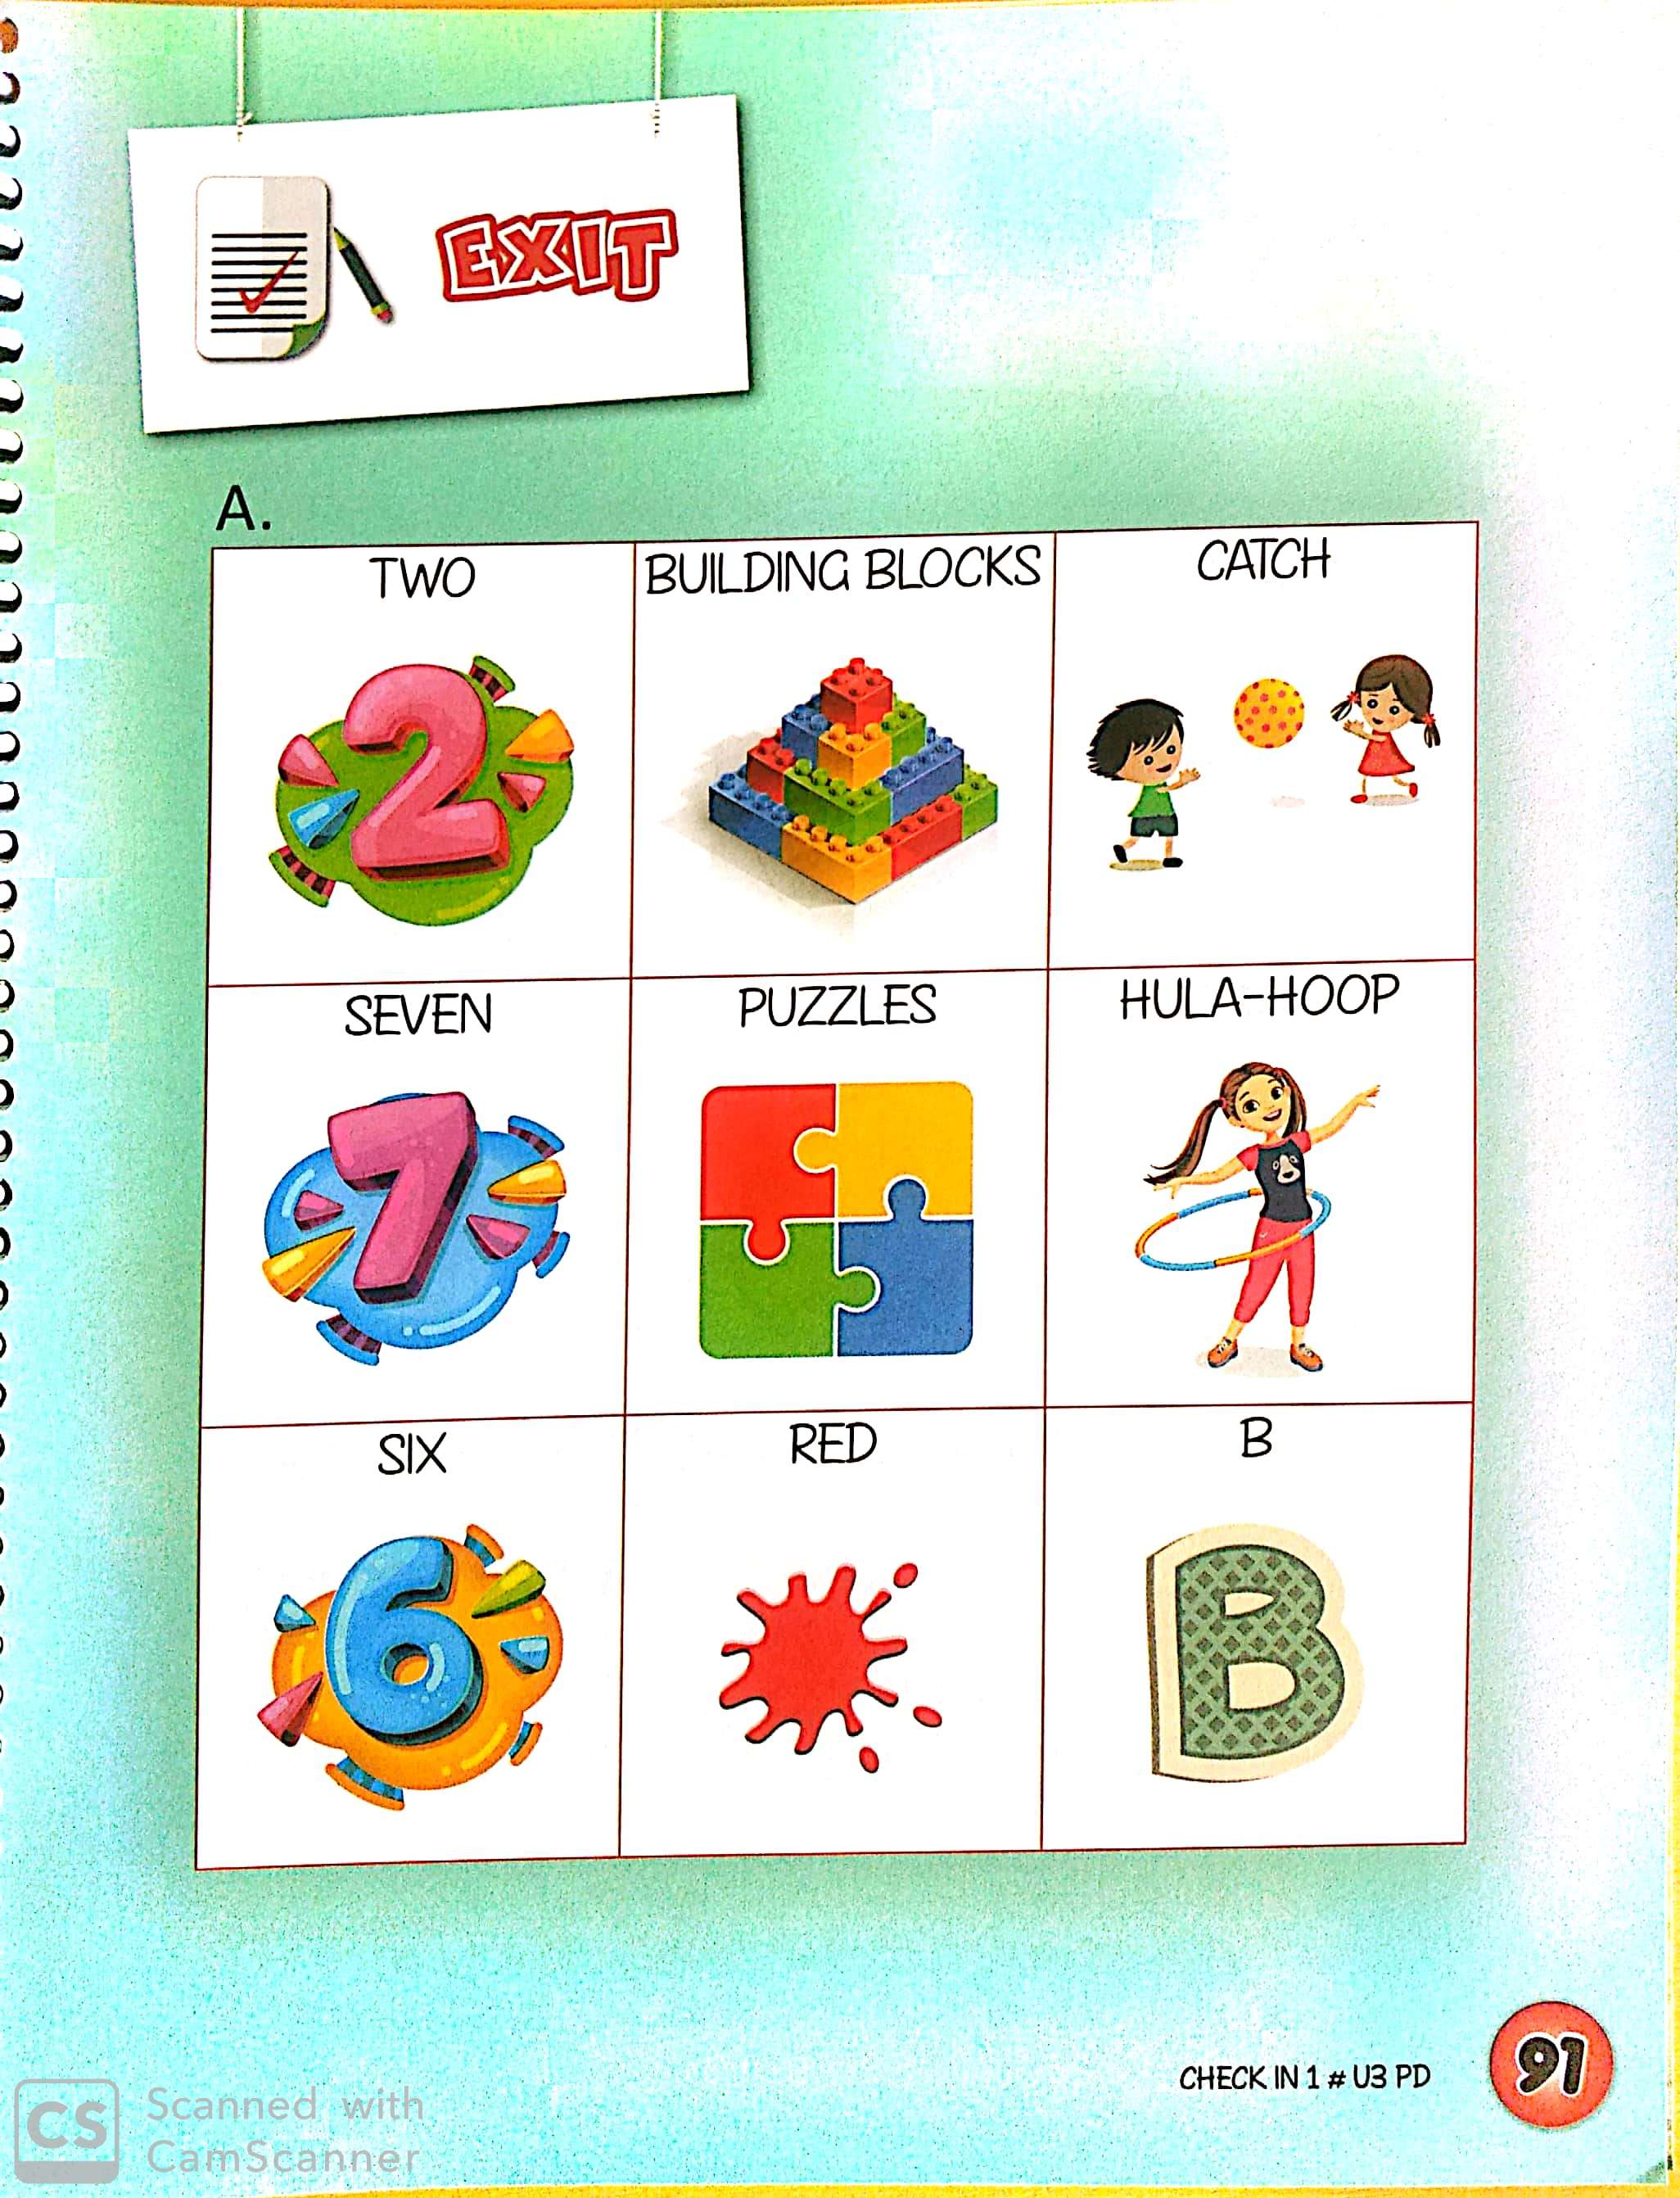 EXIT
A.
TWO
BUILDING BLOCKS
CATCH
2
SEVEN
PUZZLES
HULA-HOOP
7
SIX
RED
B
6
B
CHECK IN 1 # U3 PD
91
CS
Scanned with
CamScanner